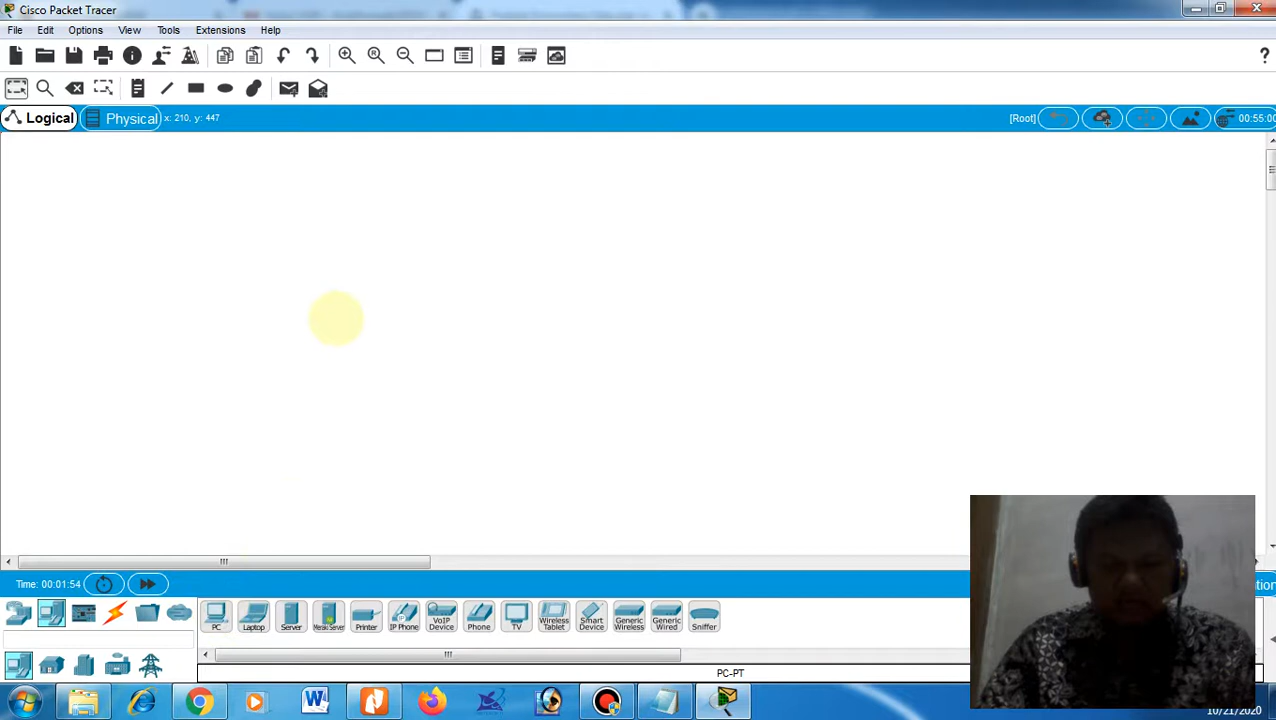 Cisco Packet Tracer
File Edit Options View Tools Extensions Help
?
Logical Physical x: 210, y: 447 [Root] 00:55:00
Time: 00:01:54
PC Laptop Server Meraki Server Printer IP Phone VoIP Device Phone TV Wireless Tablet Smart Device Generic Wireless Generic Wired Sniffer
PC-PT
10/21/2020